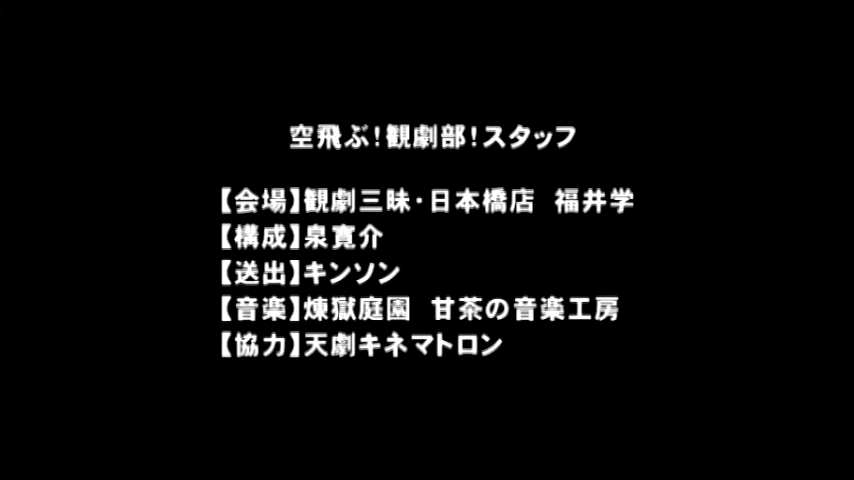 空飛ぶ!観劇部!スタッフ
【会場】観劇三昧・日本橋店　福井学
【構成】泉寛介
【送出】キンソン
【音楽】煉獄庭園　甘茶の音楽工房
【協力】天劇キネマトロン